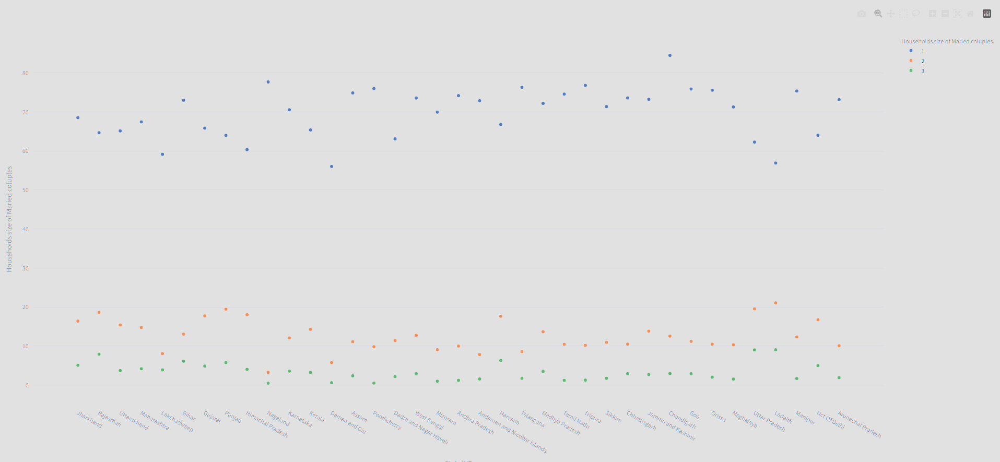 Households size of Maried coluples
1
2
3
Households size of Maried coluples
80
70
60
50
40
30
20
10
0
Jharkhand
Rajasthan
Uttarakhand
Maharashtra
Lakshadweep
Bihar
Gujarat
Punjab
Himachal Pradesh
Nagaland
Karnataka
Kerala
Daman and Diu
Assam
Pondicherry
Dadra and Nagar Haveli
West Bengal
Mizoram
Andhra Pradesh
Andaman and Nicobar Islands
Haryana
Telangana
Madhya Pradesh
Tamil Nadu
Tripura
Sikkim
Chhattisgarh
Jammu and Kashmir
Chandigarh
Goa
Orissa
Meghalaya
Uttar Pradesh
Ladakh
Manipur
Nct Of Delhi
Arunachal Pradesh